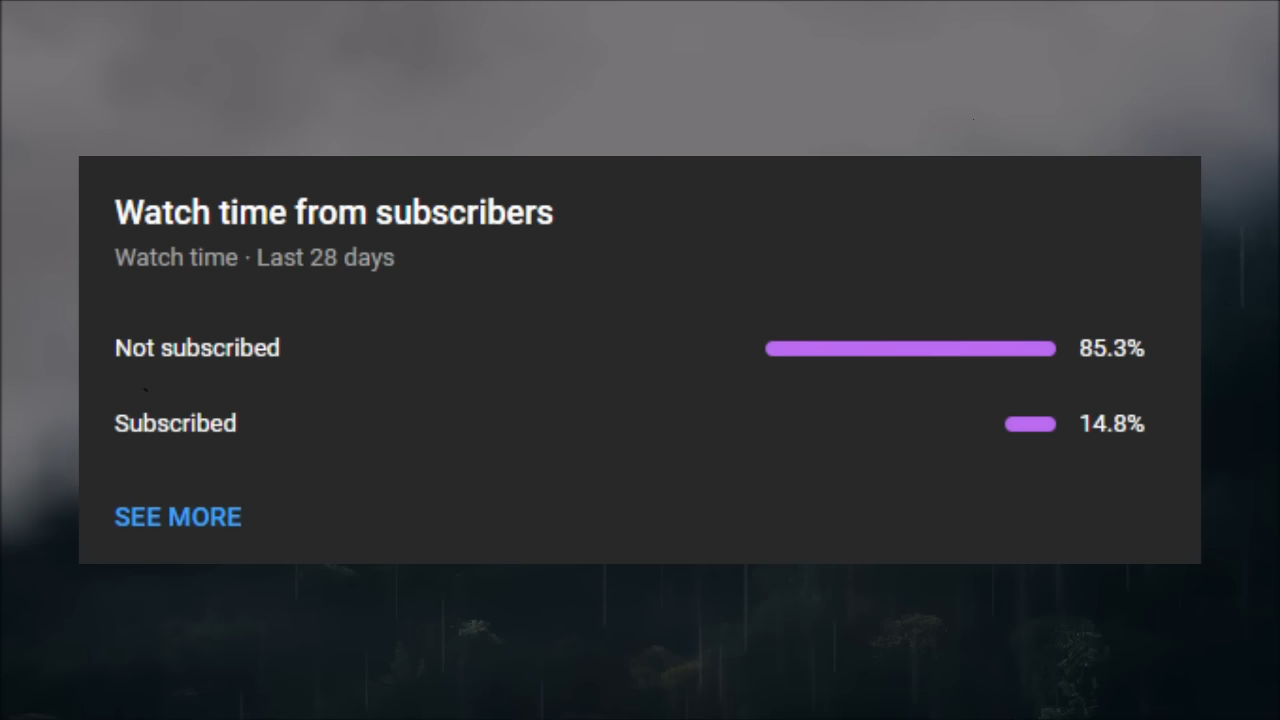 Watch time from subscribers
Watch time · Last 28 days
Not subscribed 85.3%
Subscribed 14.8%
SEE MORE